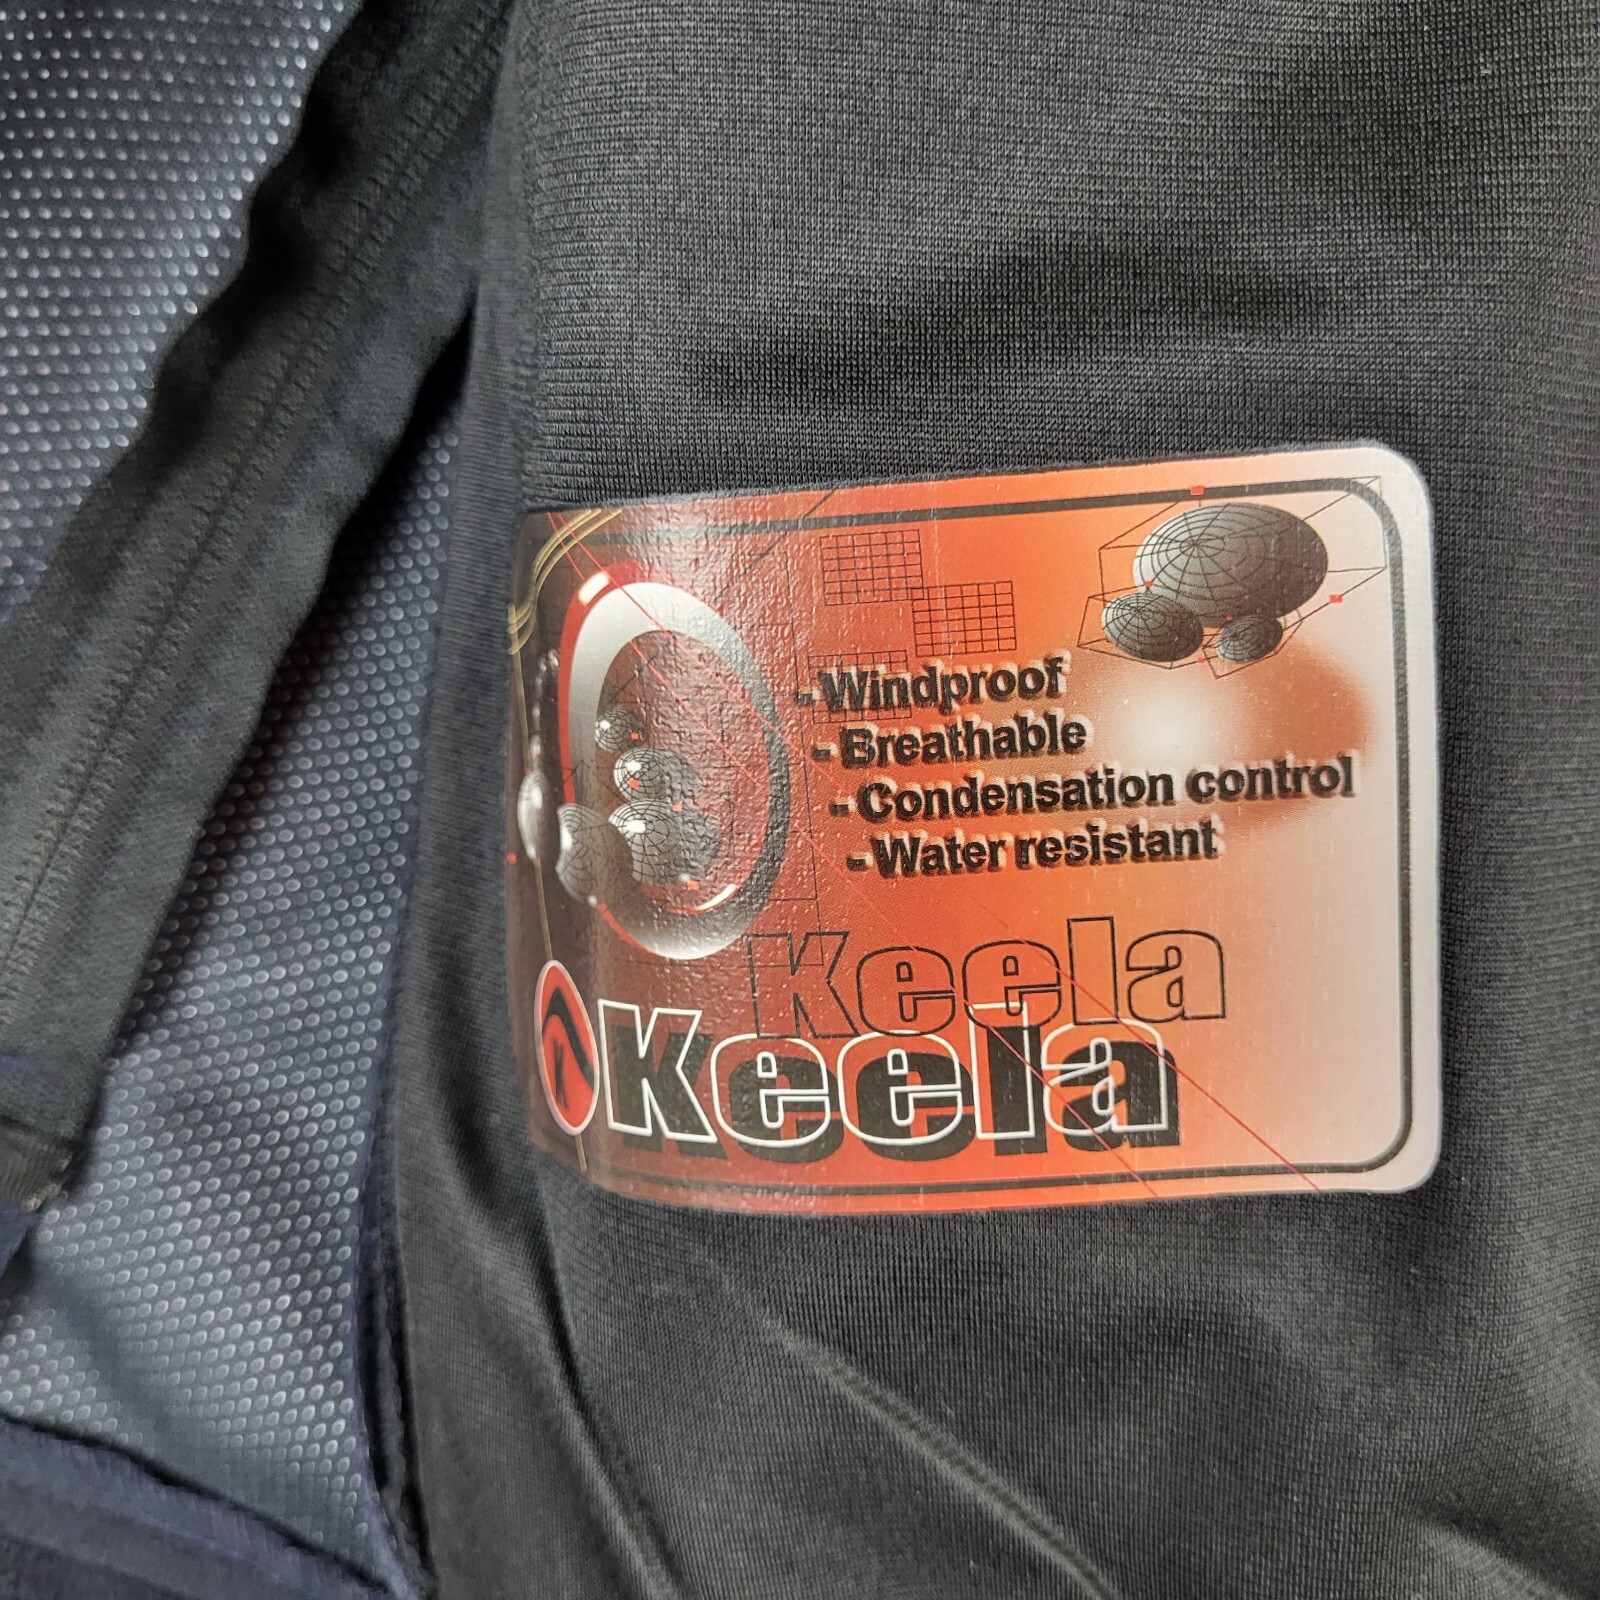 - Windproof
- Breathable
- Condensation control
- Water resistant
Keela
K Keela